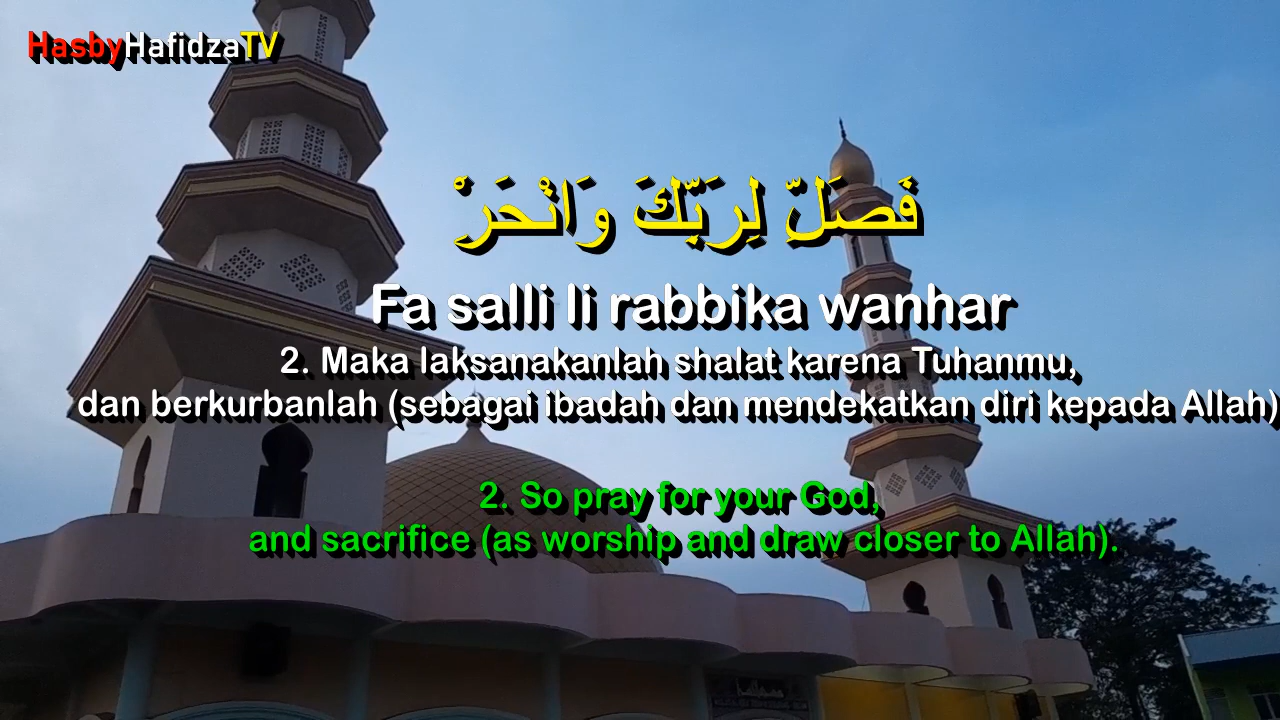 HasbyHafidzaTV
فَصَلِّ لِرَبِّكَ وَانْحَرْ
Fa salli li rabbika wanhar
2. Maka laksanakanlah shalat karena Tuhanmu,
dan berkurbanlah (sebagai ibadah dan mendekatkan diri kepada Allah)
2. So pray for your God,
and sacrifice (as worship and draw closer to Allah).